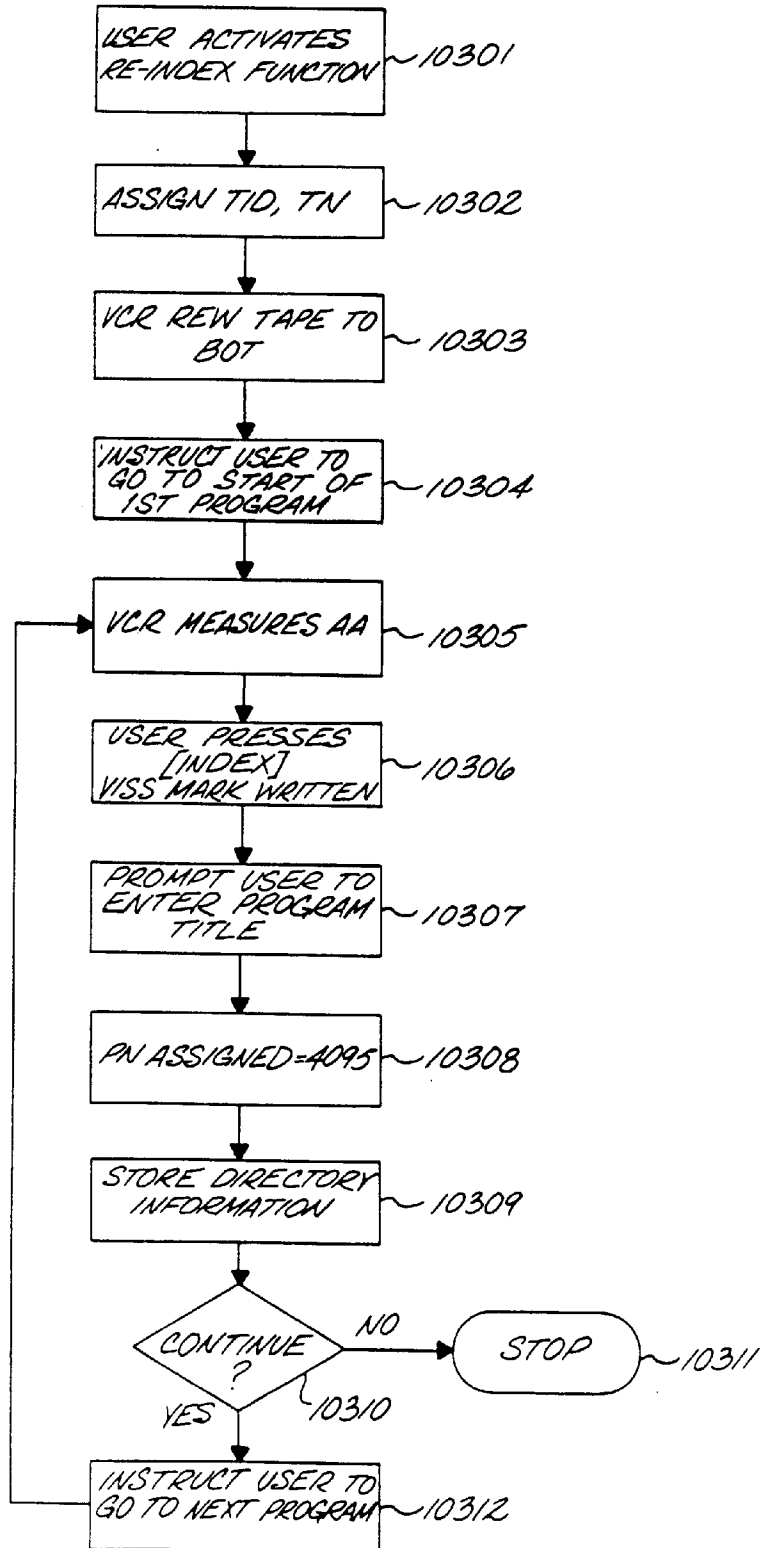 USER ACTIVATES
RE-INDEX FUNCTION
10301
ASSIGN TID, TN
10302
VCR REW TAPE TO
BOT
10303
INSTRUCT USER TO
GO TO START OF
1ST PROGRAM
10304
VCR MEASURES AA
10305
USER PRESSES
[INDEX]
VISS MARK WRITTEN
10306
PROMPT USER TO
ENTER PROGRAM
TITLE
10307
PN ASSIGNED=4095
10308
STORE DIRECTORY
INFORMATION
10309
CONTINUE
?
10310
NO
STOP
10311
YES
INSTRUCT USER TO
GO TO NEXT PROGRAM
10312